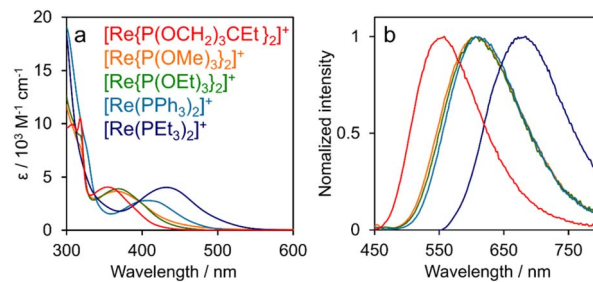 a
[Re{P(OCH₂)₃CEt}₂]⁺
[Re{P(OMe)₃}₂]⁺
[Re{P(OEt)₃}₂]⁺
[Re(PPh₃)₂]⁺
[Re(PEt₃)₂]⁺
ε / 10³ M⁻¹ cm⁻¹
20
15
10
5
0
300 400 500 600
Wavelength / nm
b
Normalized intensity
1
0.5
0
450 550 650 750
Wavelength / nm